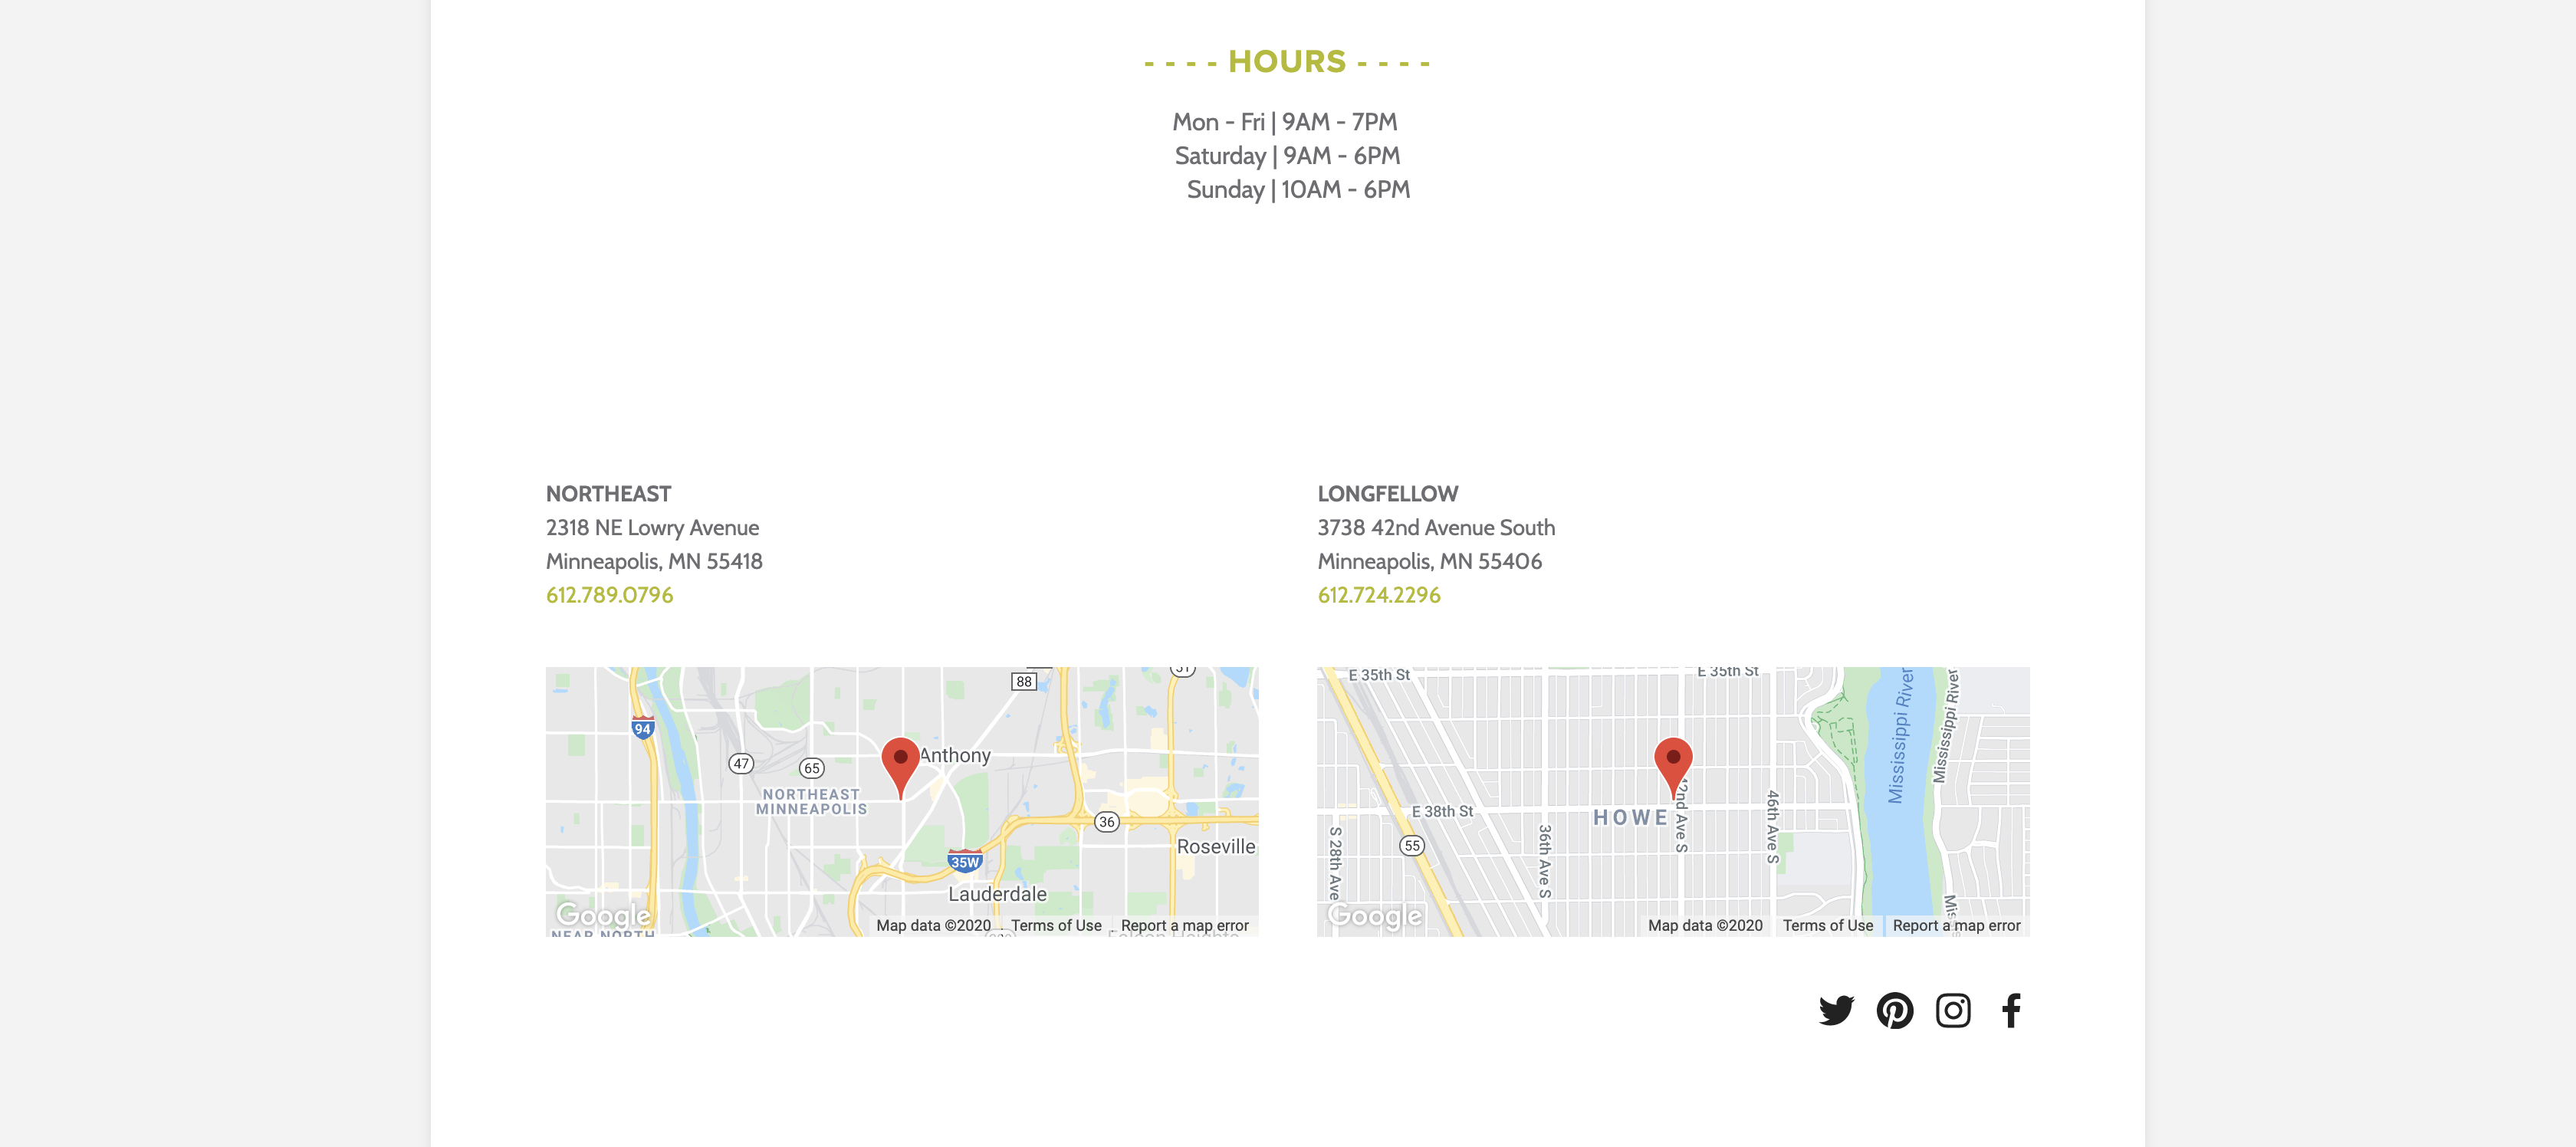 - - - - HOURS - - - -
Mon - Fri | 9AM - 7PM
Saturday | 9AM - 6PM
Sunday | 10AM - 6PM
NORTHEAST
2318 NE Lowry Avenue
Minneapolis, MN 55418
612.789.0796
LONGFELLOW
3738 42nd Avenue South
Minneapolis, MN 55406
612.724.2296
88
51
94
Anthony
47
65
NORTHEAST
MINNEAPOLIS
36
Roseville
35W
Lauderdale
Google
NEAR NORTH
Map data ©2020
Terms of Use
Report a map error
E 35th St
E 35th St
Mississippi River
Mississippi River
E 38th St
HOWE
42nd Ave S
46th Ave S
36th Ave S
S 28th Ave
55
Google
Map data ©2020
Terms of Use
Report a map error